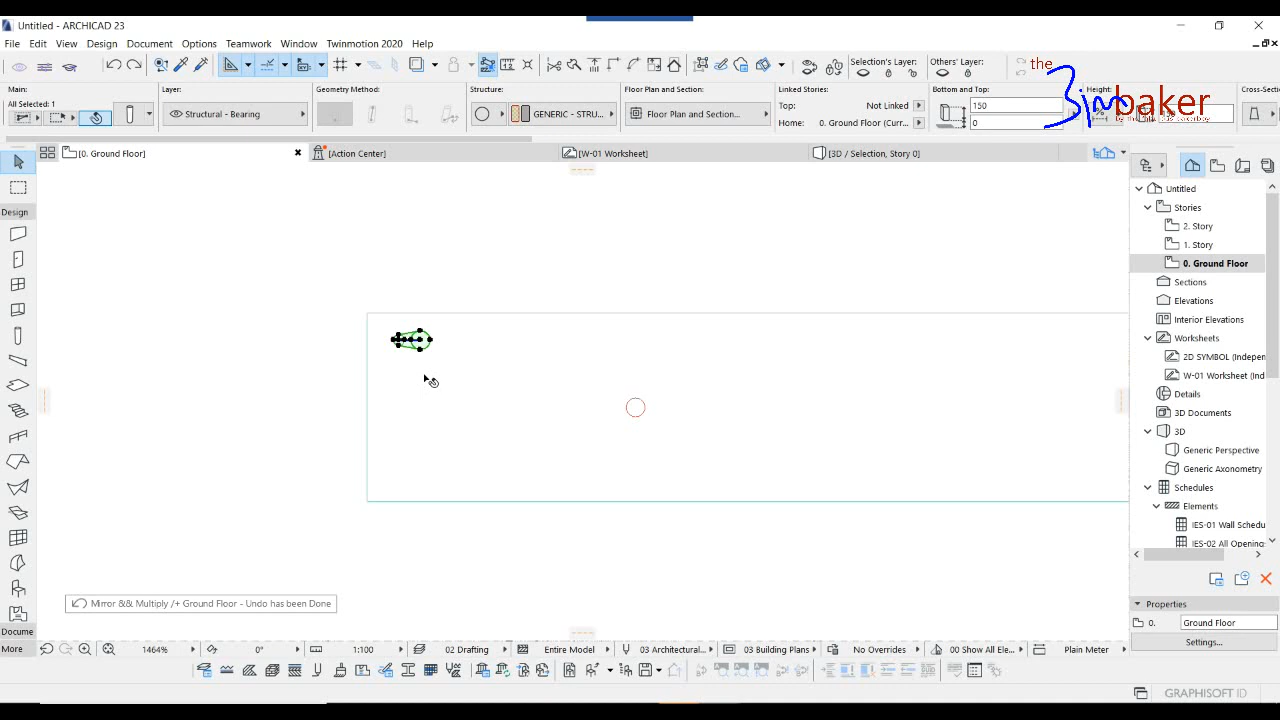 Untitled - ARCHICAD 23
File Edit View Design Document Options Teamwork Window Twinmotion 2020 Help
Selection's Layer:
Others' Layer:
the
Bimbaker
Main:
All Selected: 1
Layer:
Structural - Bearing
Geometry Method:
Structure:
GENERIC - STRU...
Floor Plan and Section:
Floor Plan and Section...
Linked Stories:
Top: Not Linked
Home: 0. Ground Floor (Curr...
Bottom and Top:
150
0
Height:
Cross-Secti
[0. Ground Floor]
[Action Center]
[W-01 Worksheet]
[3D / Selection, Story 0]
Design
Docume
More
Untitled
Stories
2. Story
1. Story
0. Ground Floor
Sections
Elevations
Interior Elevations
Worksheets
2D SYMBOL (Indepen
W-01 Worksheet (Ind
Details
3D Documents
3D
Generic Perspective
Generic Axonometry
Schedules
Elements
IES-01 Wall Schedu
IES-02 All Opening:
Properties
0. Ground Floor
Settings...
Mirror && Multiply /+ Ground Floor - Undo has been Done
1464% 0° 1:100 02 Drafting Entire Model 03 Architectural... 03 Building Plans No Overrides 00 Show All Ele... Plain Meter
GRAPHISOFT ID